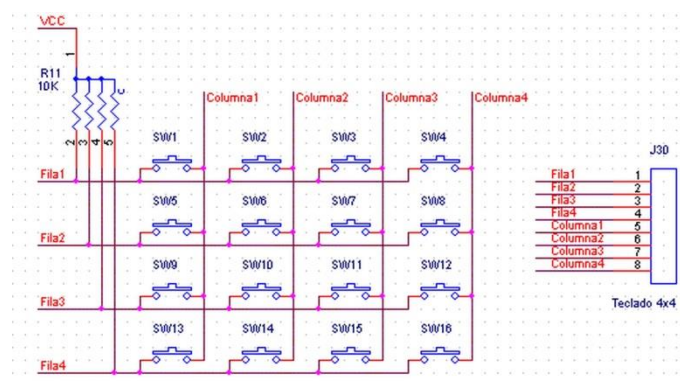 VCC
1
R11
10K
C
2 3 4 5
Columna1 Columna2 Columna3 Columna4
SW1 SW2 SW3 SW4
Fila1
SW5 SW6 SW7 SW8
Fila2
SW9 SW10 SW11 SW12
Fila3
SW13 SW14 SW15 SW16
Fila4
J30
Fila1 1
Fila2 2
Fila3 3
Fila4 4
Columna1 5
Columna2 6
Columna3 7
Columna4 8
Teclado 4x4